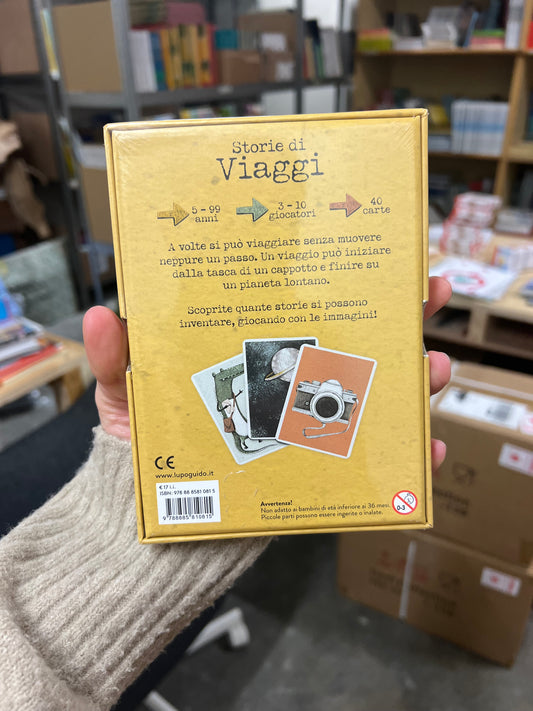 Storie di
Viaggi
5 - 99
anni
3 - 10
giocatori
40
carte
A volte si può viaggiare senza muovere
neppure un passo. Un viaggio può iniziare
dalla tasca di un cappotto e finire su
un pianeta lontano.
Scoprite quante storie si possono
inventare, giocando con le immagini!
CE
www.lupoguido.it
€ 17 i.i.
ISBN: 978 88 8581 081 5
9 788885 810815
Avvertenza!
Non adatto ai bambini di età inferiore ai 36 mesi.
Piccole parti possono essere ingerite o inalate.
0-3